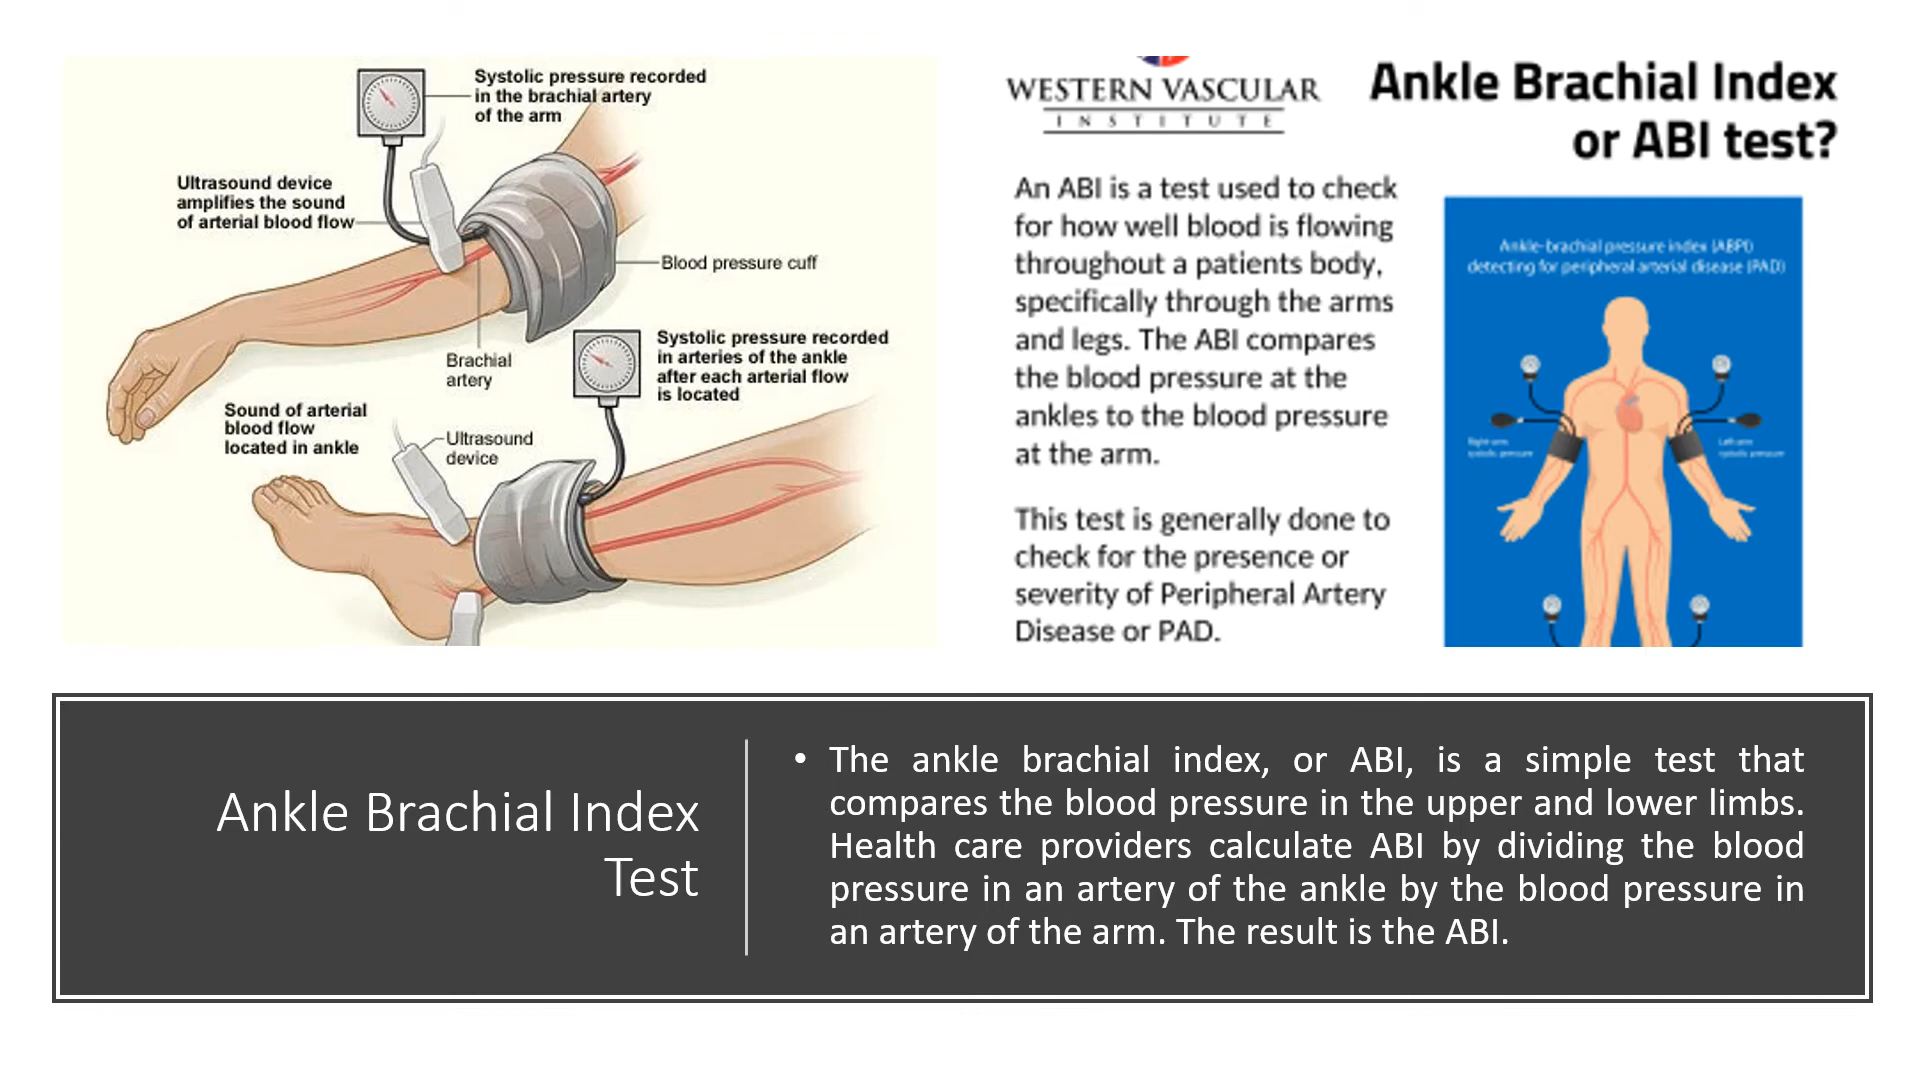 Systolic pressure recorded
in the brachial artery
of the arm
Ultrasound device
amplifies the sound
of arterial blood flow
Blood pressure cuff
Brachial
artery
Systolic pressure recorded
in arteries of the ankle
after each arterial flow
is located
Sound of arterial
blood flow
located in ankle
Ultrasound
device
WESTERN VASCULAR
INSTITUTE
Ankle Brachial Index
or ABI test?
An ABI is a test used to check
for how well blood is flowing
throughout a patients body,
specifically through the arms
and legs. The ABI compares
the blood pressure at the
ankles to the blood pressure
at the arm.
This test is generally done to
check for the presence or
severity of Peripheral Artery
Disease or PAD.
Ankle-brachial pressure index (ABPI)
detecting for peripheral arterial disease (PAD)
Right arm
systolic pressure
Left arm
systolic pressure
Ankle Brachial Index
Test
• The ankle brachial index, or ABI, is a simple test that
compares the blood pressure in the upper and lower limbs.
Health care providers calculate ABI by dividing the blood
pressure in an artery of the ankle by the blood pressure in
an artery of the arm. The result is the ABI.